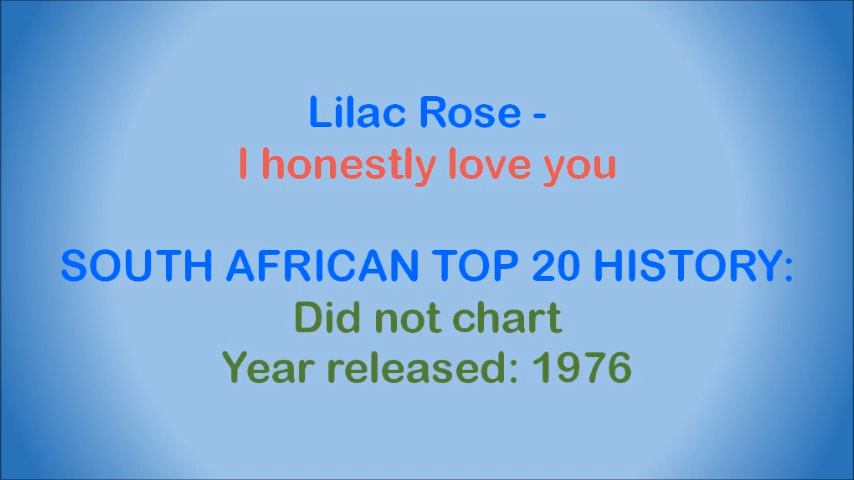 Lilac Rose -
I honestly love you
SOUTH AFRICAN TOP 20 HISTORY:
Did not chart
Year released: 1976